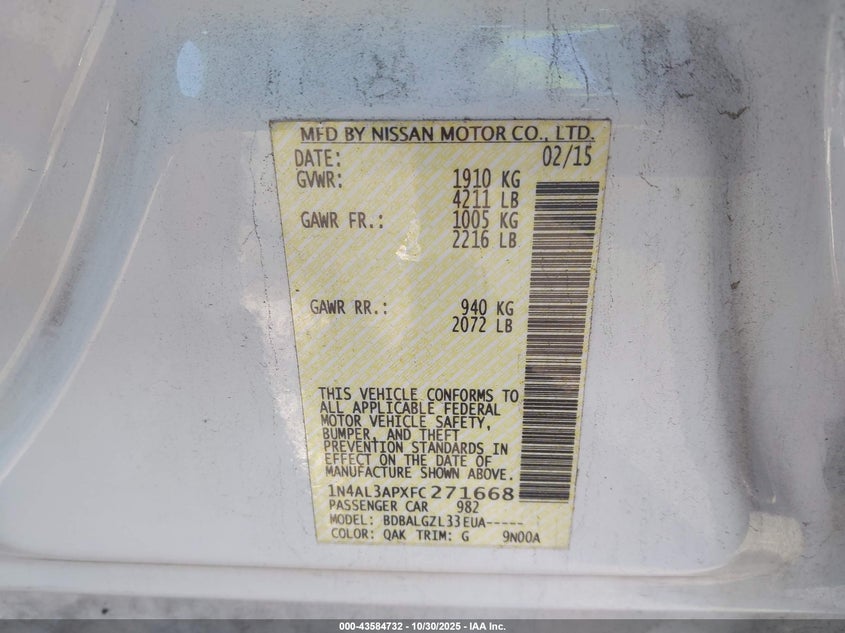 MFD BY NISSAN MOTOR CO., LTD.
DATE: 02/15
GVWR: 1910 KG
4211 LB
GAWR FR.: 1005 KG
2216 LB
GAWR RR.: 940 KG
2072 LB
THIS VEHICLE CONFORMS TO
ALL APPLICABLE FEDERAL
MOTOR VEHICLE SAFETY,
BUMPER, AND THEFT
PREVENTION STANDARDS IN
EFFECT ON THE DATE OF
MANUFACTURE SHOWN ABOVE.
1N4AL3APXFC271668
PASSENGER CAR 982
MODEL: BDBALGZL33EUA-----
COLOR: QAK TRIM: G 9N00A
000-43584732 - 10/30/2025 - IAA Inc.